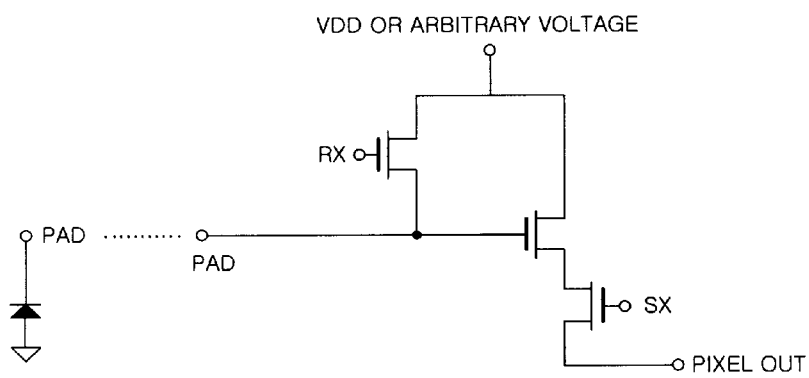 VDD OR ARBITRARY VOLTAGE
RX
PAD
PAD
SX
PIXEL OUT